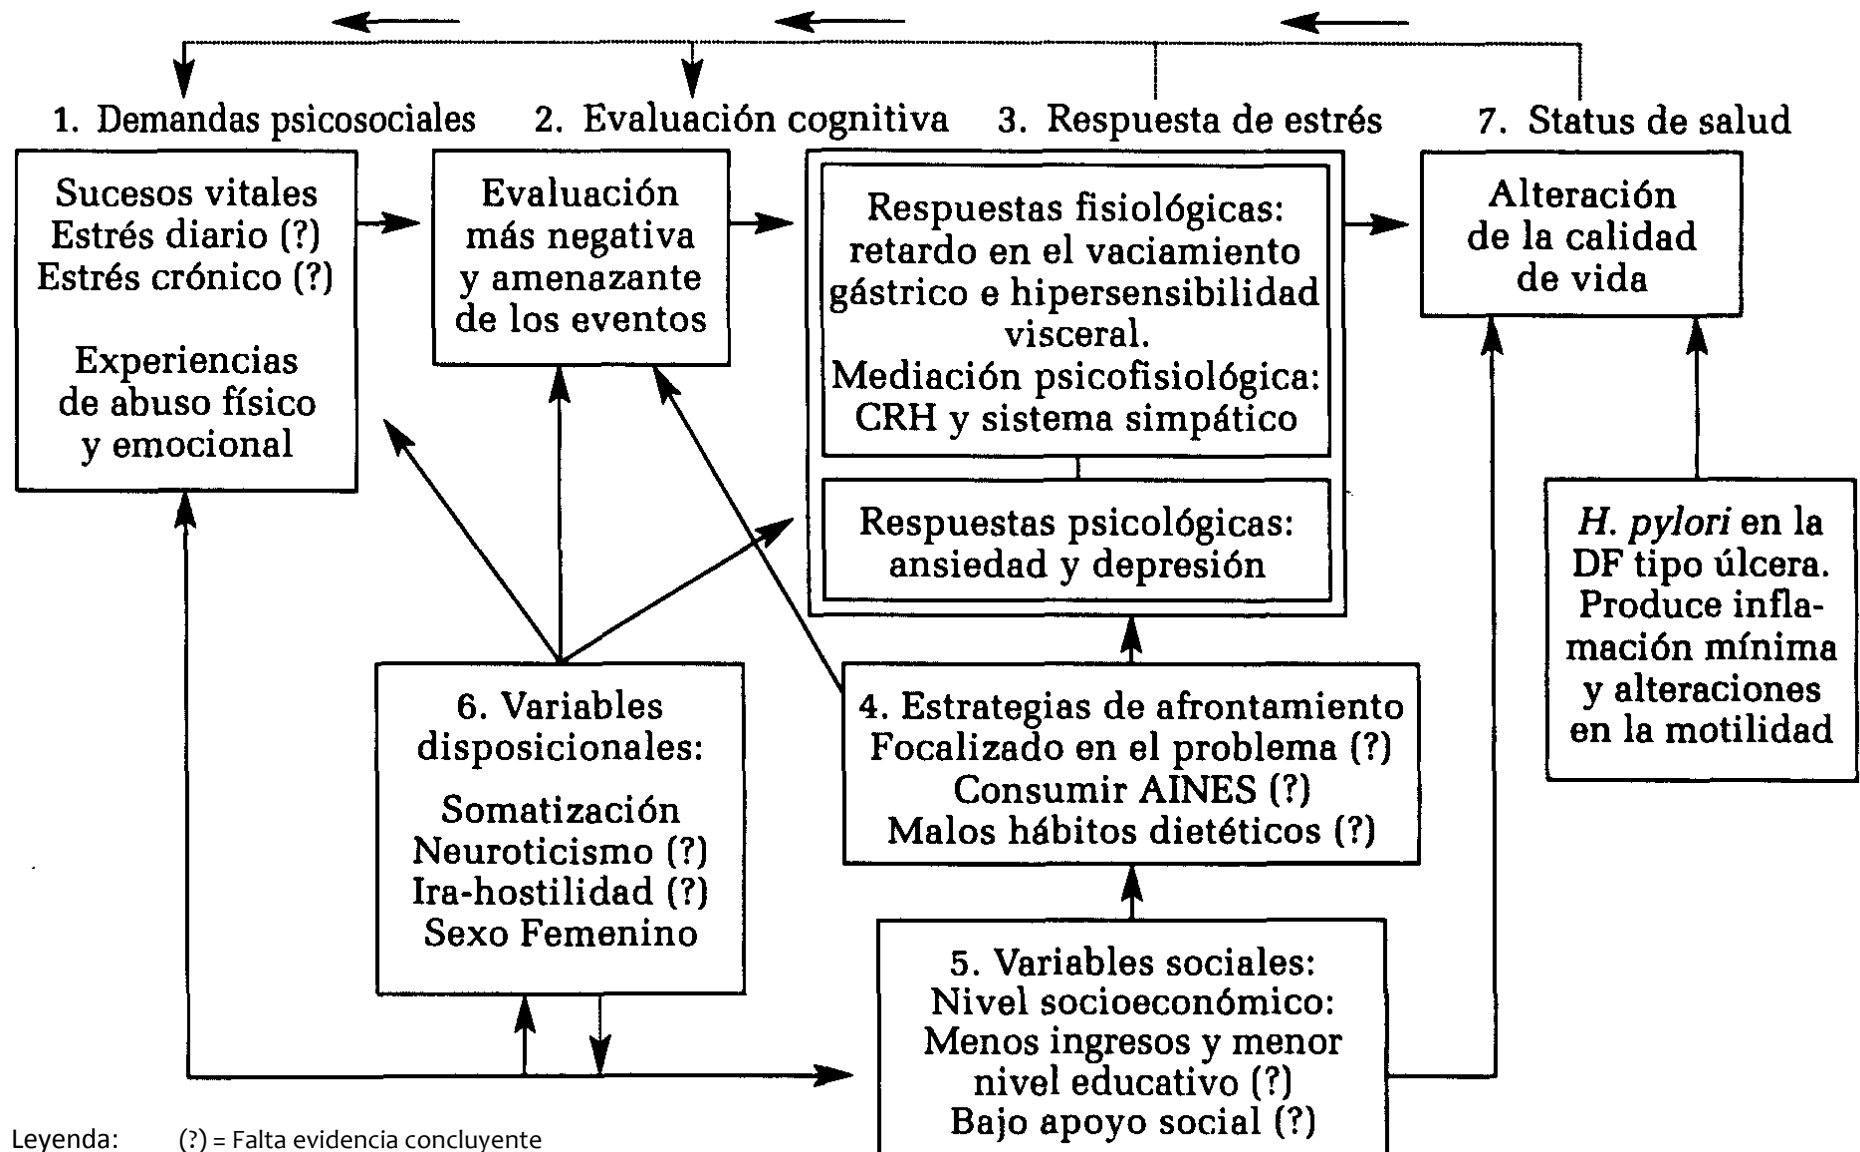 1. Demandas psicosociales
2. Evaluación cognitiva
3. Respuesta de estrés
7. Status de salud
Sucesos vitales
Estrés diario (?)
Estrés crónico (?)
Experiencias
de abuso físico
y emocional
Evaluación
más negativa
y amenazante
de los eventos
Respuestas fisiológicas:
retardo en el vaciamiento
gástrico e hipersensibilidad
visceral.
Mediación psicofisiológica:
CRH y sistema simpático
Respuestas psicológicas:
ansiedad y depresión
Alteración
de la calidad
de vida
H. pylori en la
DF tipo úlcera.
Produce infla-
mación mínima
y alteraciones
en la motilidad
6. Variables
disposicionales:
Somatización
Neuroticismo (?)
Ira-hostilidad (?)
Sexo Femenino
4. Estrategias de afrontamiento
Focalizado en el problema (?)
Consumir AINES (?)
Malos hábitos dietéticos (?)
5. Variables sociales:
Nivel socioeconómico:
Menos ingresos y menor
nivel educativo (?)
Bajo apoyo social (?)
Leyenda: (?) = Falta evidencia concluyente